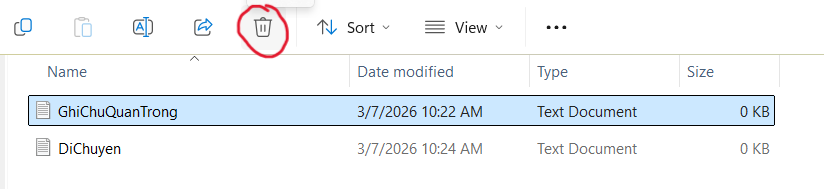 Sort View
Name Date modified Type Size
GhiChuQuanTrong 3/7/2026 10:22 AM Text Document 0 KB
DiChuyen 3/7/2026 10:24 AM Text Document 0 KB